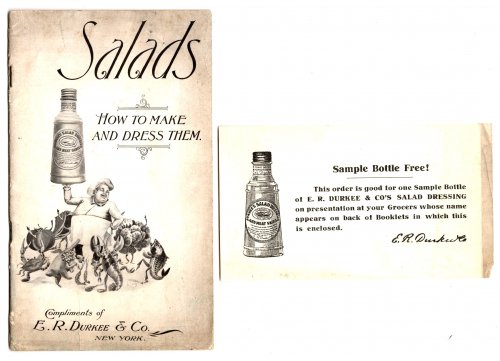 Salads
HOW TO MAKE
AND DRESS THEM.
Compliments of
E. R. DURKEE & CO.
NEW YORK.
Sample Bottle Free!
This order is good for one Sample Bottle
of E. R. DURKEE & CO'S SALAD DRESSING
on presentation at your Grocers whose name
appears on back of Booklets in which this
is enclosed.
E. R. Durkee & Co